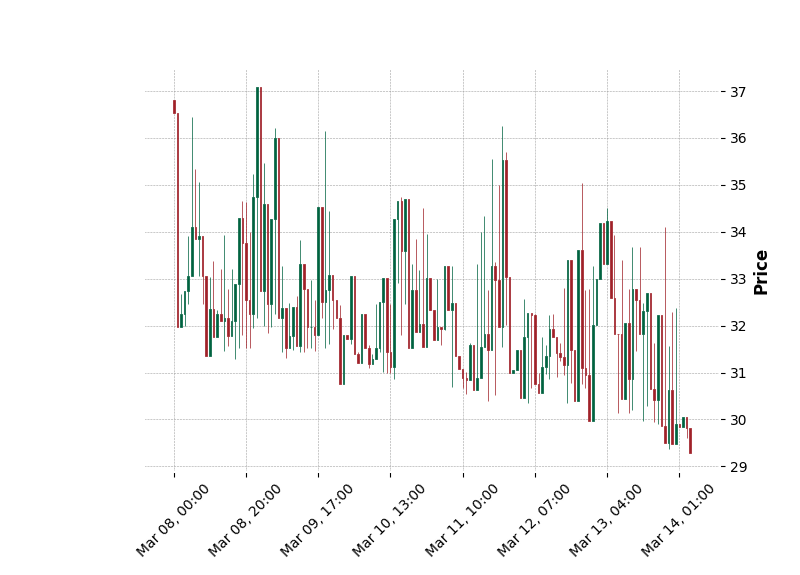 37
36
35
34
33
32
31
30
29
Price
Mar 08, 00:00
Mar 08, 20:00
Mar 09, 17:00
Mar 10, 13:00
Mar 11, 10:00
Mar 12, 07:00
Mar 13, 04:00
Mar 14, 01:00